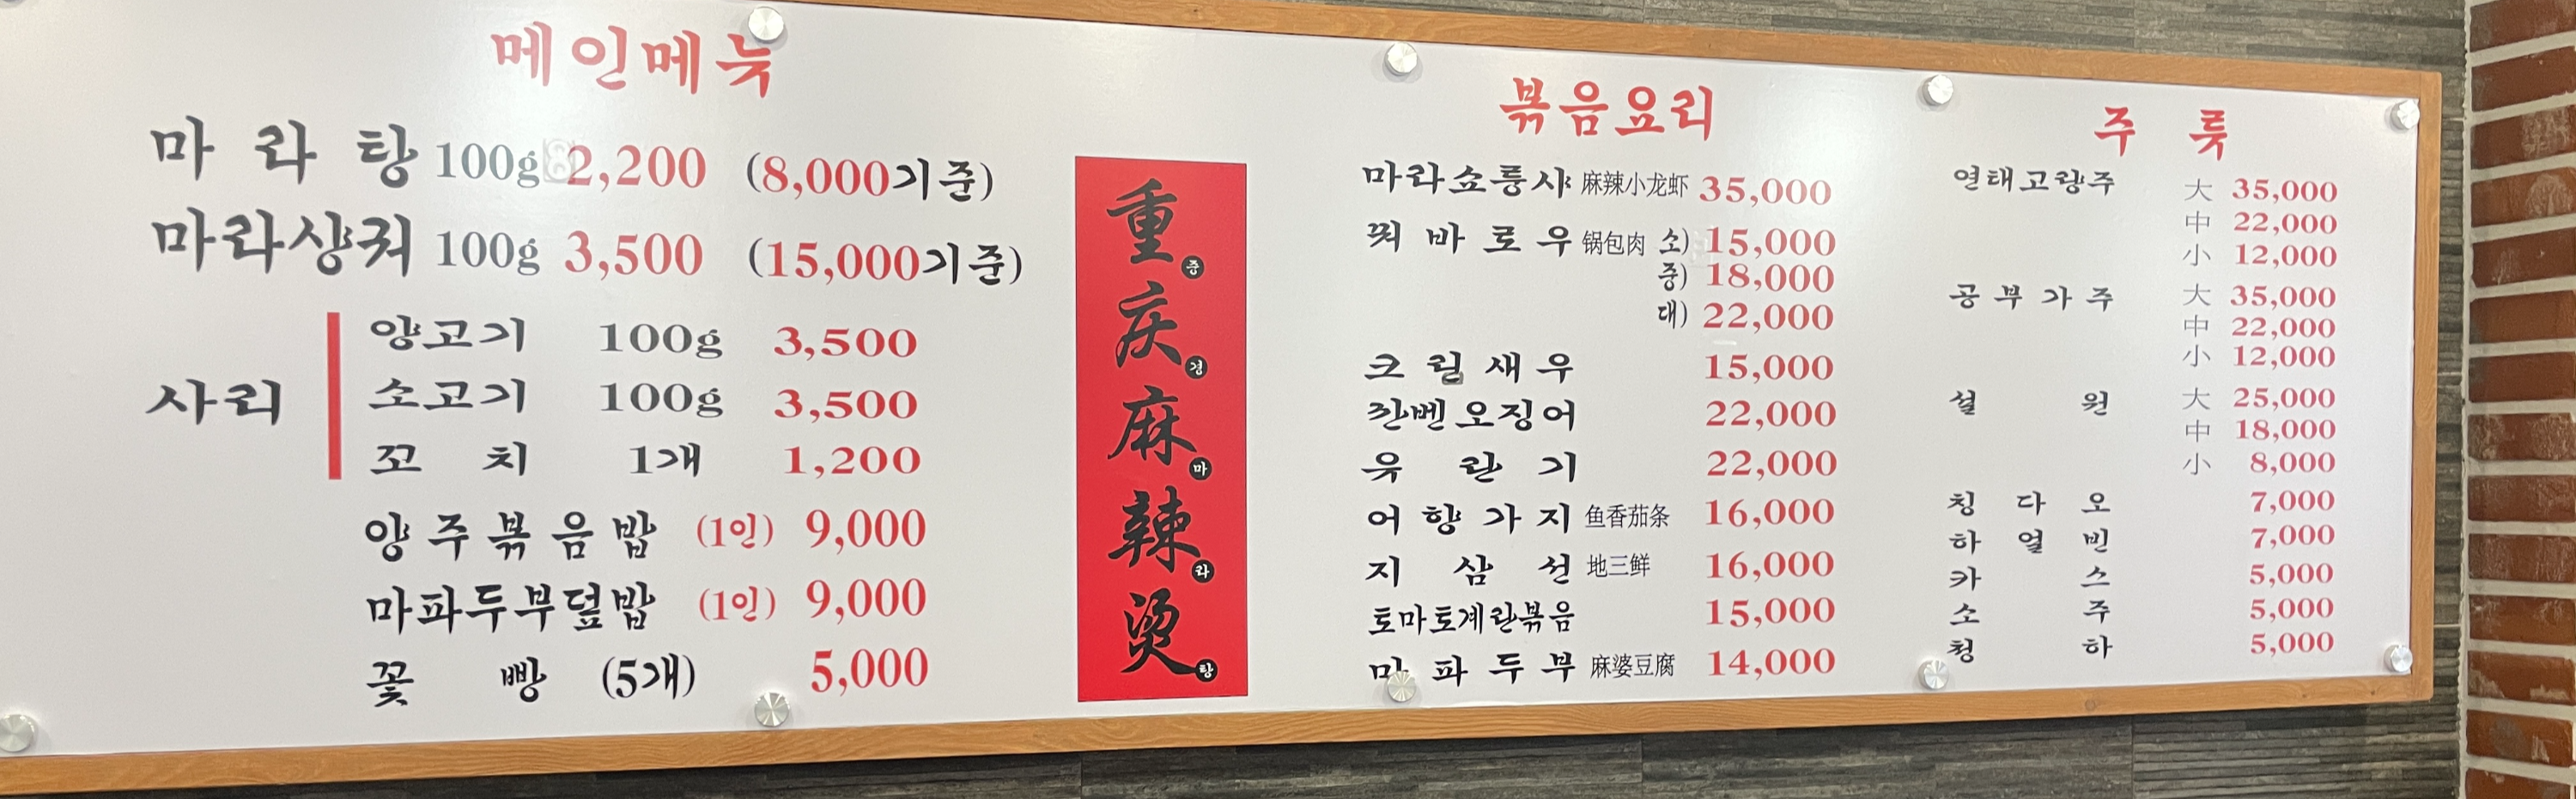 메인메뉴
마라탕 100g 2,200 (8,000기준)
마라샹궈 100g 3,500 (15,000기준)
사리
양고기 100g 3,500
소고기 100g 3,500
꼬치 1개 1,200
양주볶음밥 (1인) 9,000
마파두부덮밥 (1인) 9,000
꽃빵 (5개) 5,000
重 중
庆 경
麻 마
辣 라
烫 탕
볶음요리
마라쇼룽샤 麻辣小龙虾 35,000
꿔바로우 锅包肉 소) 15,000
중) 18,000
대) 22,000
크림새우 15,000
깐벤오징어 22,000
유란기 22,000
어향가지 鱼香茄条 16,000
지삼선 地三鲜 16,000
토마토계란볶음 15,000
마파두부 麻婆豆腐 14,000
주류
연태고량주 大 35,000
中 22,000
小 12,000
공부가주 大 35,000
中 22,000
小 12,000
설원 大 25,000
中 18,000
小 8,000
칭다오 7,000
하얼빈 7,000
카스 5,000
소주 5,000
청하 5,000